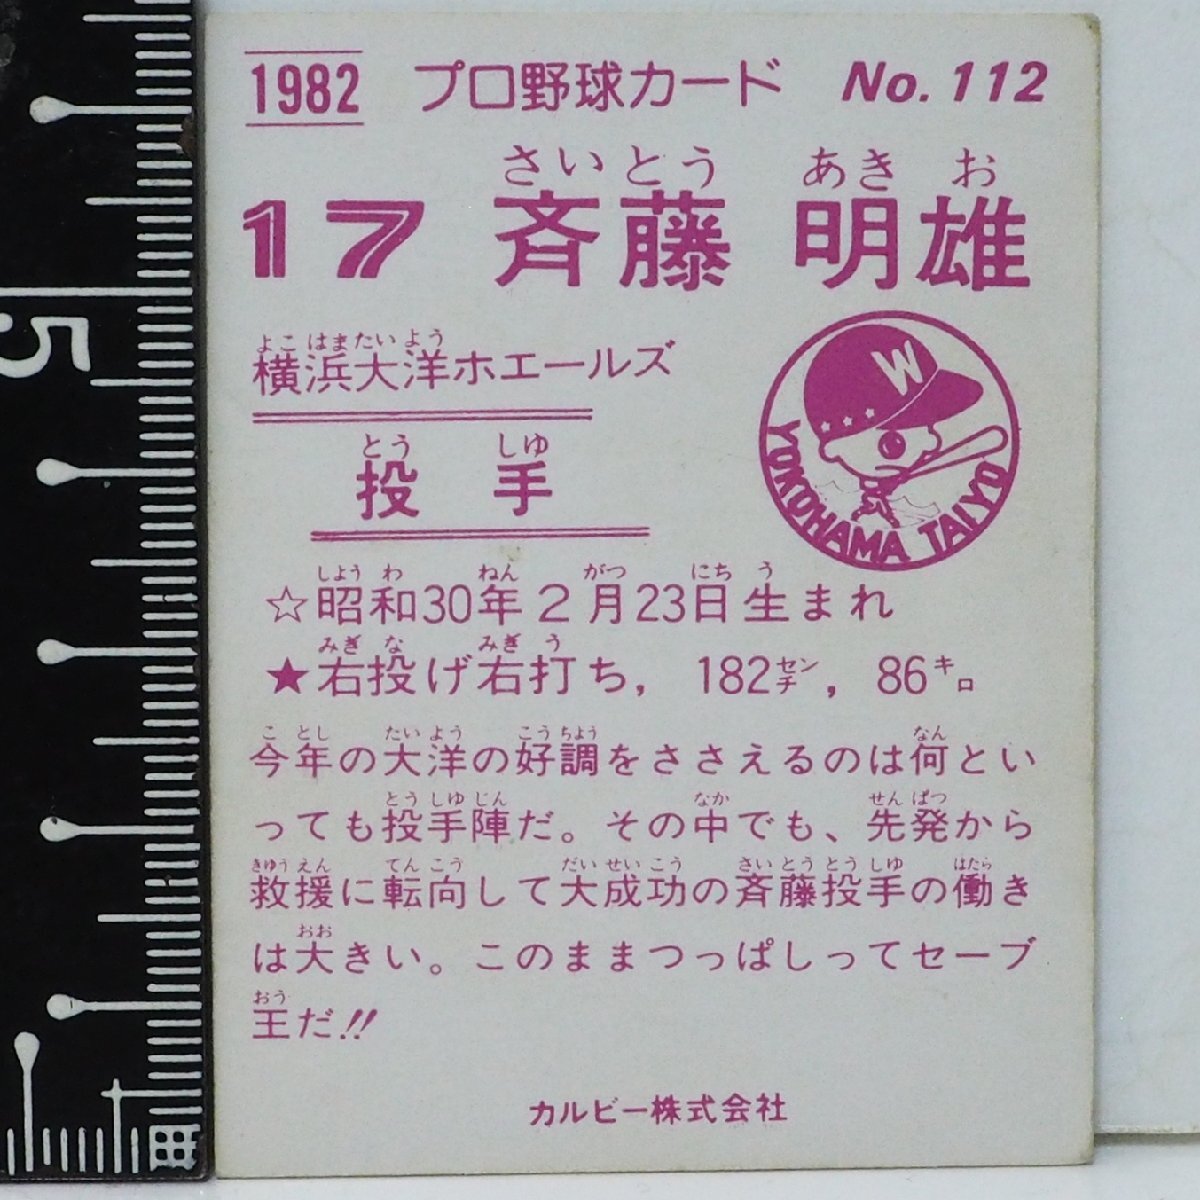 1982 プロ野球カード No.112
さいとう あきお
17 斉藤 明雄
よこはまたいよう
横浜大洋ホエールズ
とう しゆ
投 手
W
YOKOHAMA TAIYO
しようわ ねん がつ にち う
☆昭和30年2月23日生まれ
みぎ な みぎ う
★右投げ右打ち, 182センチ, 86キロ
ことし たいよう こうちよう なん
今年の大洋の好調をささえるのは何とい
とうしゆじん なか せんぱつ
っても投手陣だ。その中でも、先発から
きゆうえん てんこう だいせいこう さいとうとうしゆ はたら
救援に転向して大成功の斉藤投手の働き
おお
は大きい。このままつっぱしってセーブ
おう
王だ!!
カルビー株式会社
5